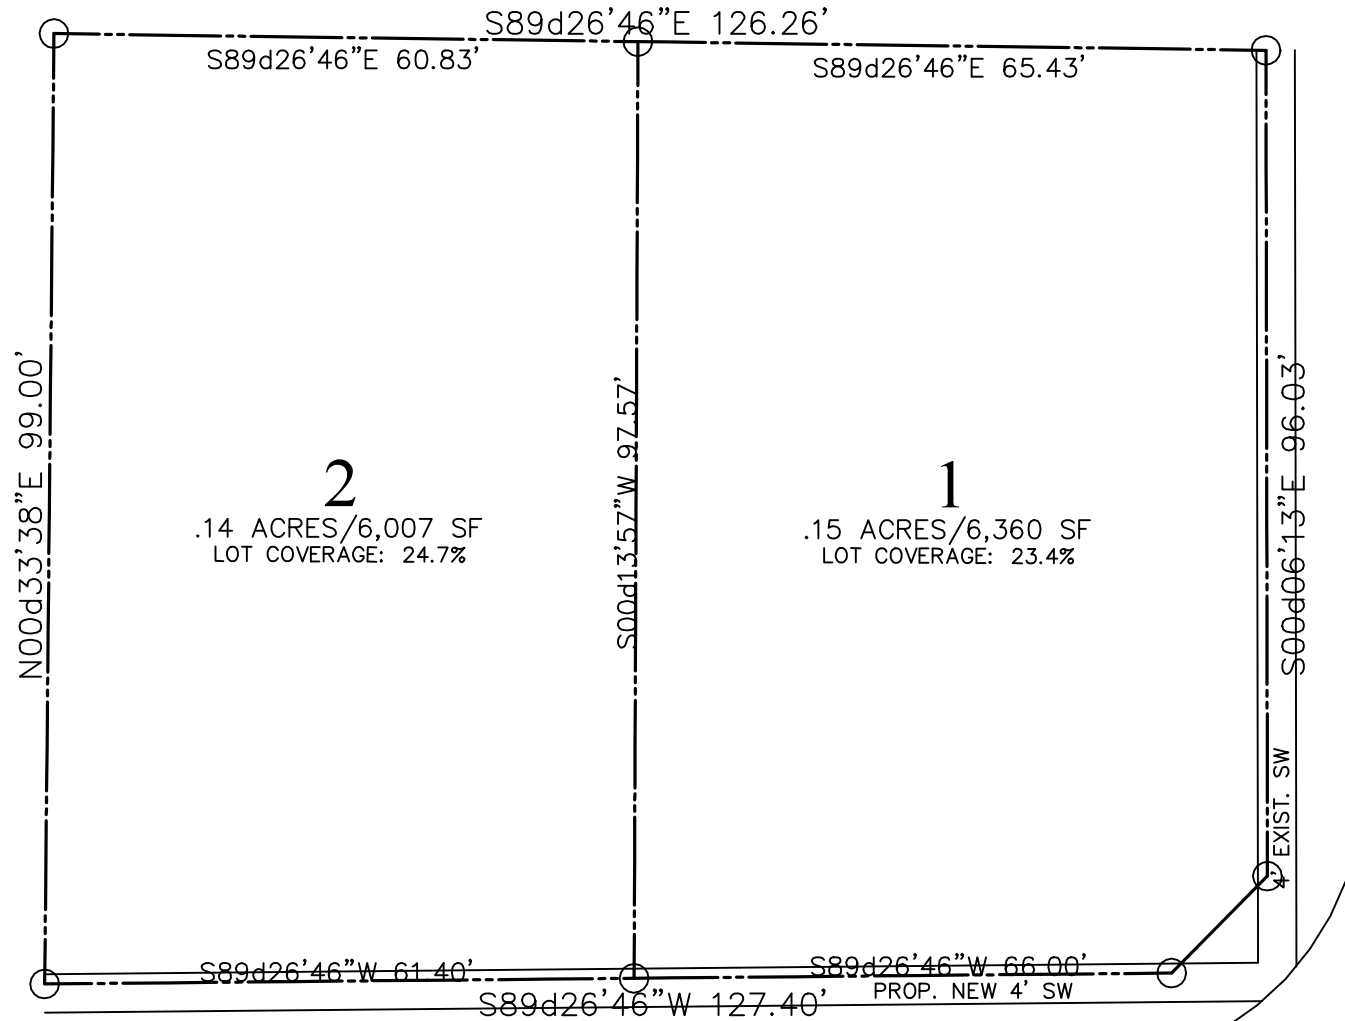 S89d26'46"E 126.26'
S89d26'46"E 60.83'
S89d26'46"E 65.43'
N00d33'38"E 99.00'
2
.14 ACRES/6,007 SF
LOT COVERAGE: 24.7%
S00d13'57"W 97.57'
1
.15 ACRES/6,360 SF
LOT COVERAGE: 23.4%
S00d06'13"E 96.03'
4' EXIST. SW
S89d26'46"W 61.40'
S89d26'46"W 66.00'
PROP. NEW 4' SW
S89d26'46"W 127.40'